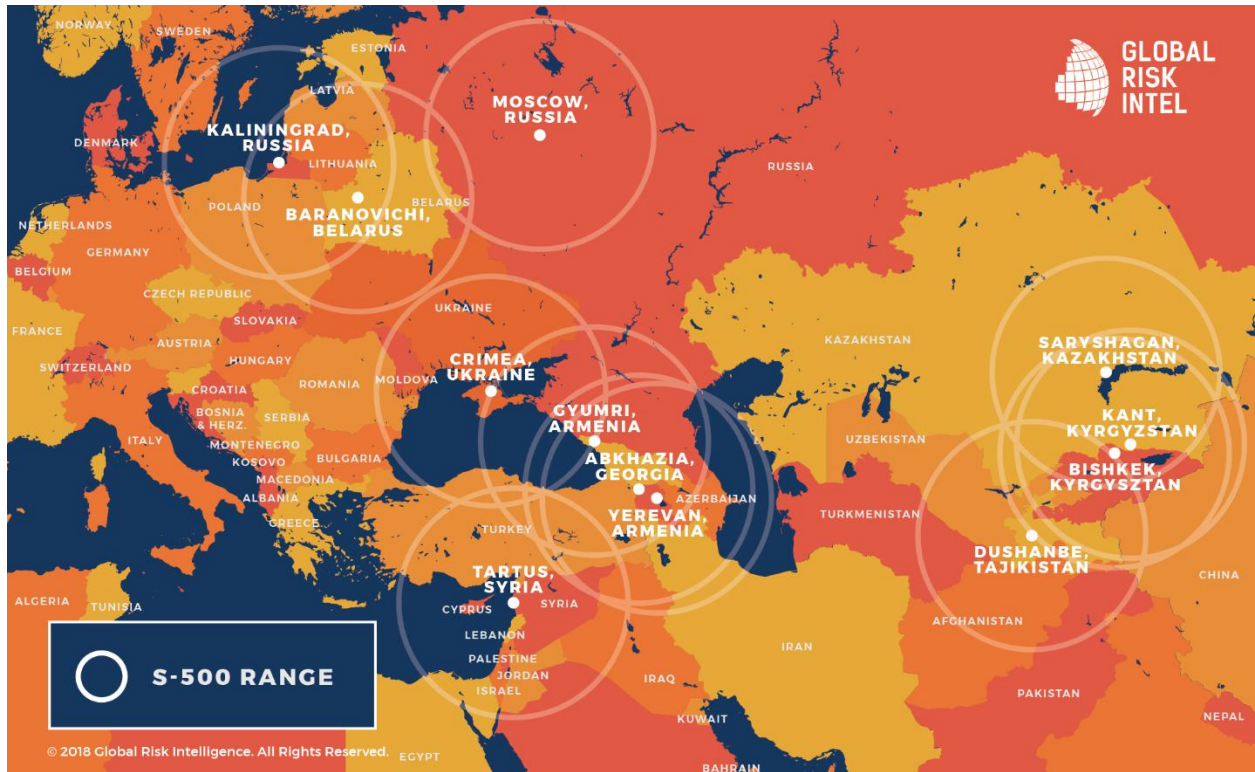 NORWAY
SWEDEN
ESTONIA
GLOBAL
RISK
INTEL
LATVIA
MOSCOW,
RUSSIA
KALININGRAD,
RUSSIA
DENMARK
LITHUANIA
RUSSIA
POLAND
BELARUS
BARANOVICHI,
BELARUS
NETHERLANDS
GERMANY
BELGIUM
CZECH REPUBLIC
UKRAINE
SLOVAKIA
FRANCE
AUSTRIA
KAZAKHSTAN
SARYSHAGAN,
KAZAKHSTAN
HUNGARY
SWITZERLAND
CRIMEA,
UKRAINE
MOLDOVA
ROMANIA
CROATIA
BOSNIA
& HERZ.
SERBIA
GYUMRI,
ARMENIA
KANT,
KYRGYZSTAN
ITALY
UZBEKISTAN
MONTENEGRO
BULGARIA
KOSOVO
ABKHAZIA,
GEORGIA
BISHKEK,
KYRGYSZTAN
MACEDONIA
ALBANIA
AZERBAIJAN
YEREVAN,
ARMENIA
TURKMENISTAN
GREECE
TURKEY
DUSHANBE,
TAJIKISTAN
TARTUS,
SYRIA
CHINA
ALGERIA
TUNISIA
CYPRUS
SYRIA
AFGHANISTAN
LEBANON
IRAN
PALESTINE
JORDAN
ISRAEL
IRAQ
S-500 RANGE
PAKISTAN
KUWAIT
NEPAL
© 2018 Global Risk Intelligence. All Rights Reserved.
EGYPT
BAHRAIN